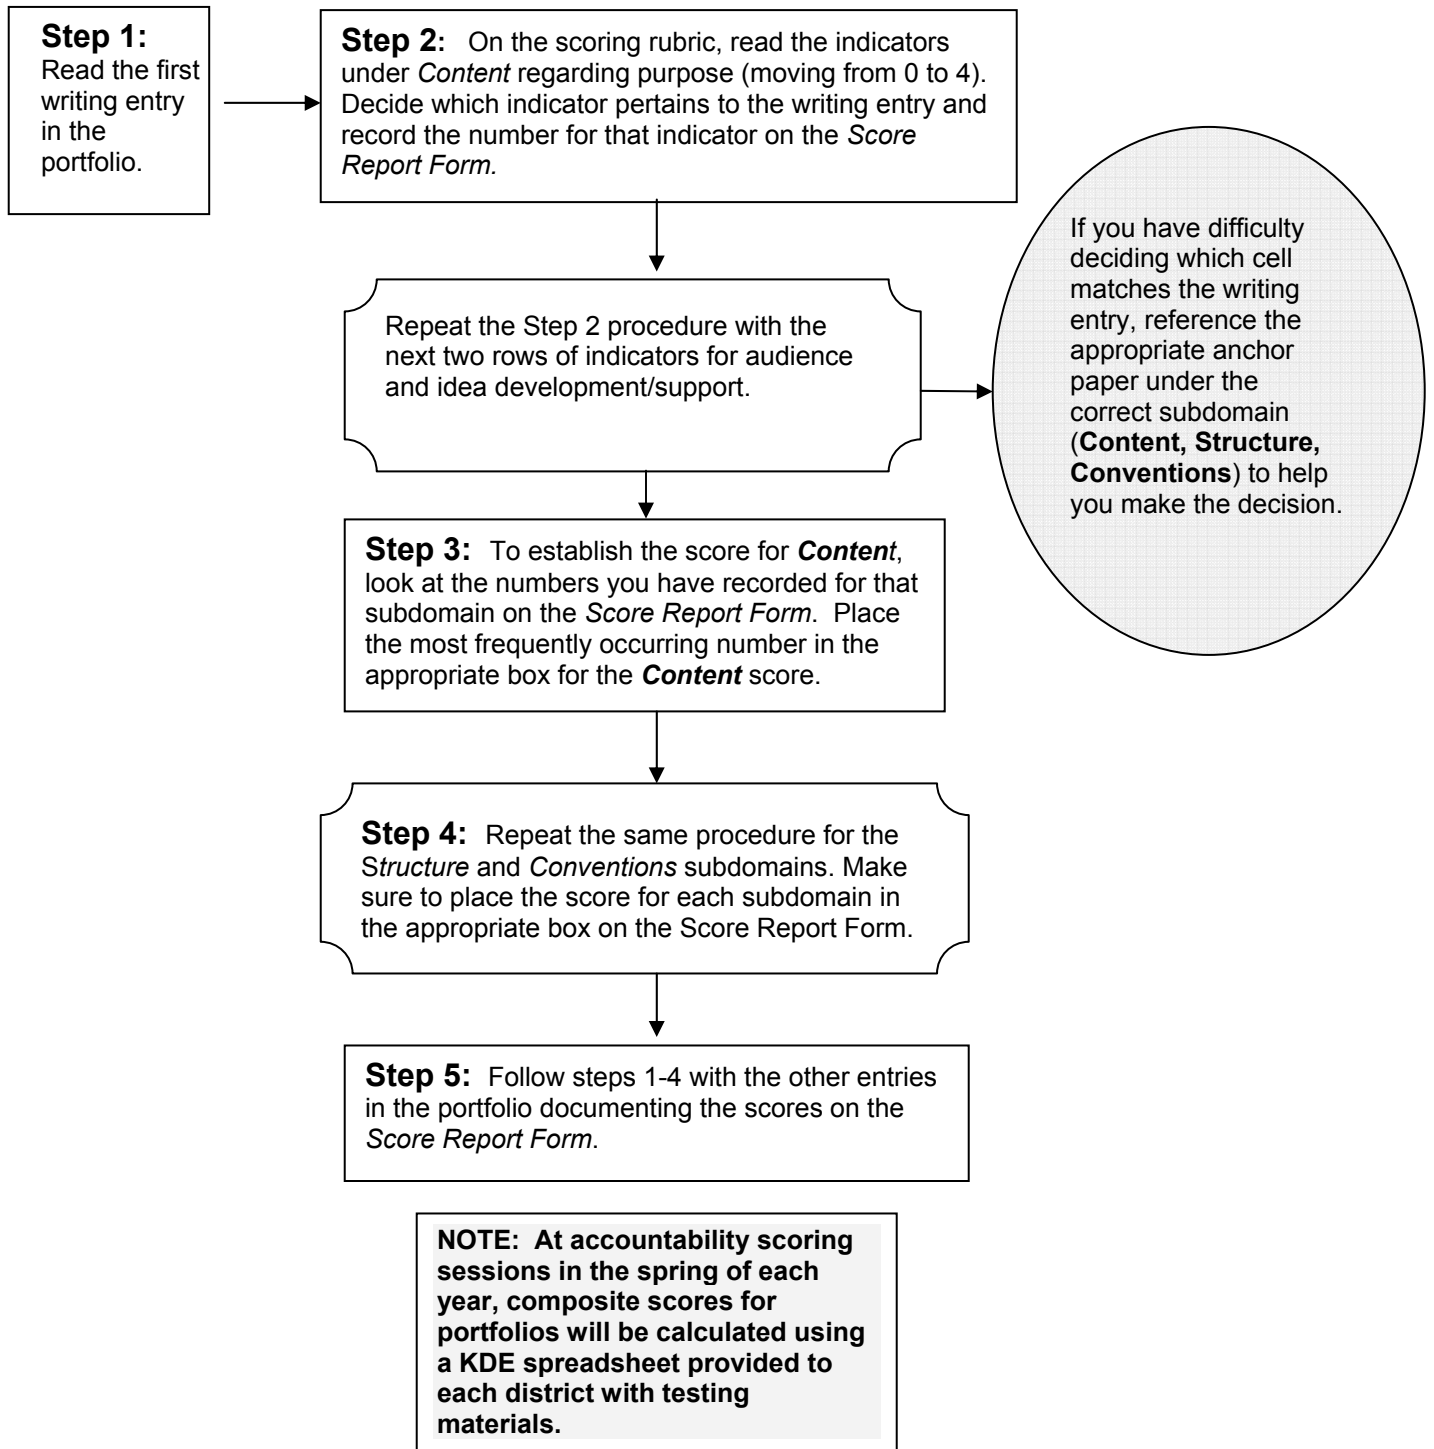 Step 1:
Read the first
writing entry
in the
portfolio.
Step 2: On the scoring rubric, read the indicators
under Content regarding purpose (moving from 0 to 4).
Decide which indicator pertains to the writing entry and
record the number for that indicator on the Score
Report Form.
Repeat the Step 2 procedure with the
next two rows of indicators for audience
and idea development/support.
If you have difficulty
deciding which cell
matches the writing
entry, reference the
appropriate anchor
paper under the
correct subdomain
(Content, Structure,
Conventions) to help
you make the decision.
Step 3: To establish the score for Content,
look at the numbers you have recorded for that
subdomain on the Score Report Form. Place
the most frequently occurring number in the
appropriate box for the Content score.
Step 4: Repeat the same procedure for the
Structure and Conventions subdomains. Make
sure to place the score for each subdomain in
the appropriate box on the Score Report Form.
Step 5: Follow steps 1-4 with the other entries
in the portfolio documenting the scores on the
Score Report Form.
NOTE: At accountability scoring
sessions in the spring of each
year, composite scores for
portfolios will be calculated using
a KDE spreadsheet provided to
each district with testing
materials.